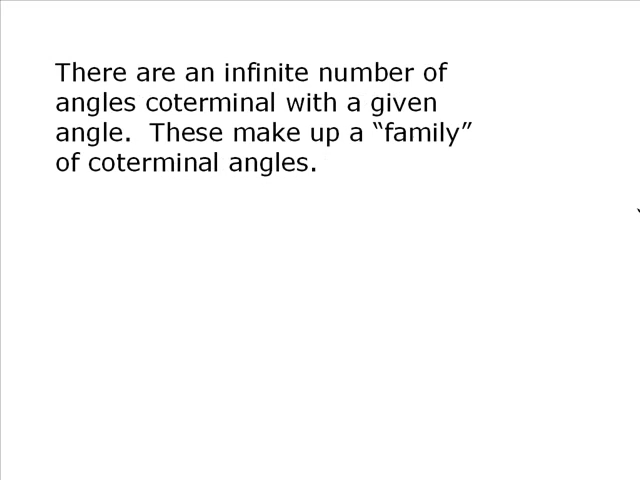 There are an infinite number of
angles coterminal with a given
angle.  These make up a “family”
of coterminal angles.